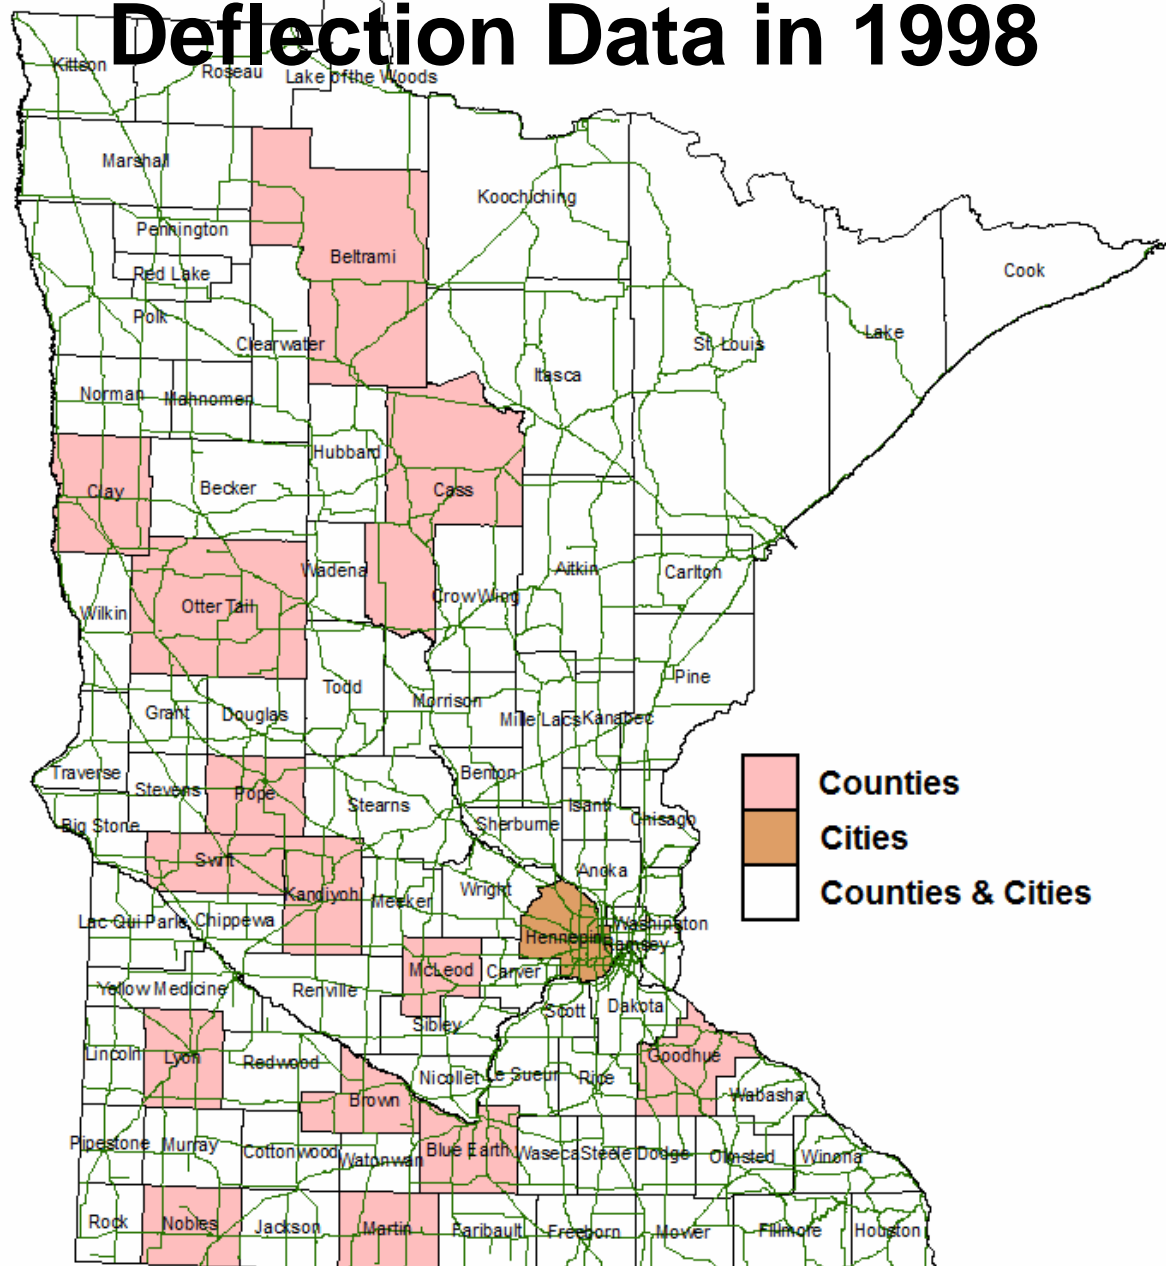 Deflection Data in 1998
Kittson
Roseau
Lake of the Woods
Marshall
Koochiching
Pennington
Beltrami
Red Lake
Cook
Polk
Clearwater
St. Louis
Lake
Itasca
Norman
Mahnomen
Hubbard
Clay
Becker
Cass
Wadena
Aitkin
Carlton
Crow Wing
Otter Tail
Wilkin
Pine
Todd
Morrison
Grant
Douglas
Mille Lacs
Kanabec
Traverse
Stevens
Pope
Benton
Stearns
Isanti
Chisago
Big Stone
Sherburne
Swift
Anoka
Kandiyohi
Meeker
Wright
Lac Qui Parle
Chippewa
Washington
Hennepin
Ramsey
McLeod
Carver
Yellow Medicine
Renville
Scott
Dakota
Sibley
Lincoln
Lyon
Redwood
Goodhue
Nicollet
Le Sueur
Rice
Brown
Wabasha
Pipestone
Murray
Cottonwood
Watonwan
Blue Earth
Waseca
Steele
Dodge
Olmsted
Winona
Rock
Nobles
Jackson
Martin
Faribault
Freeborn
Mower
Fillmore
Houston
Counties
Cities
Counties & Cities